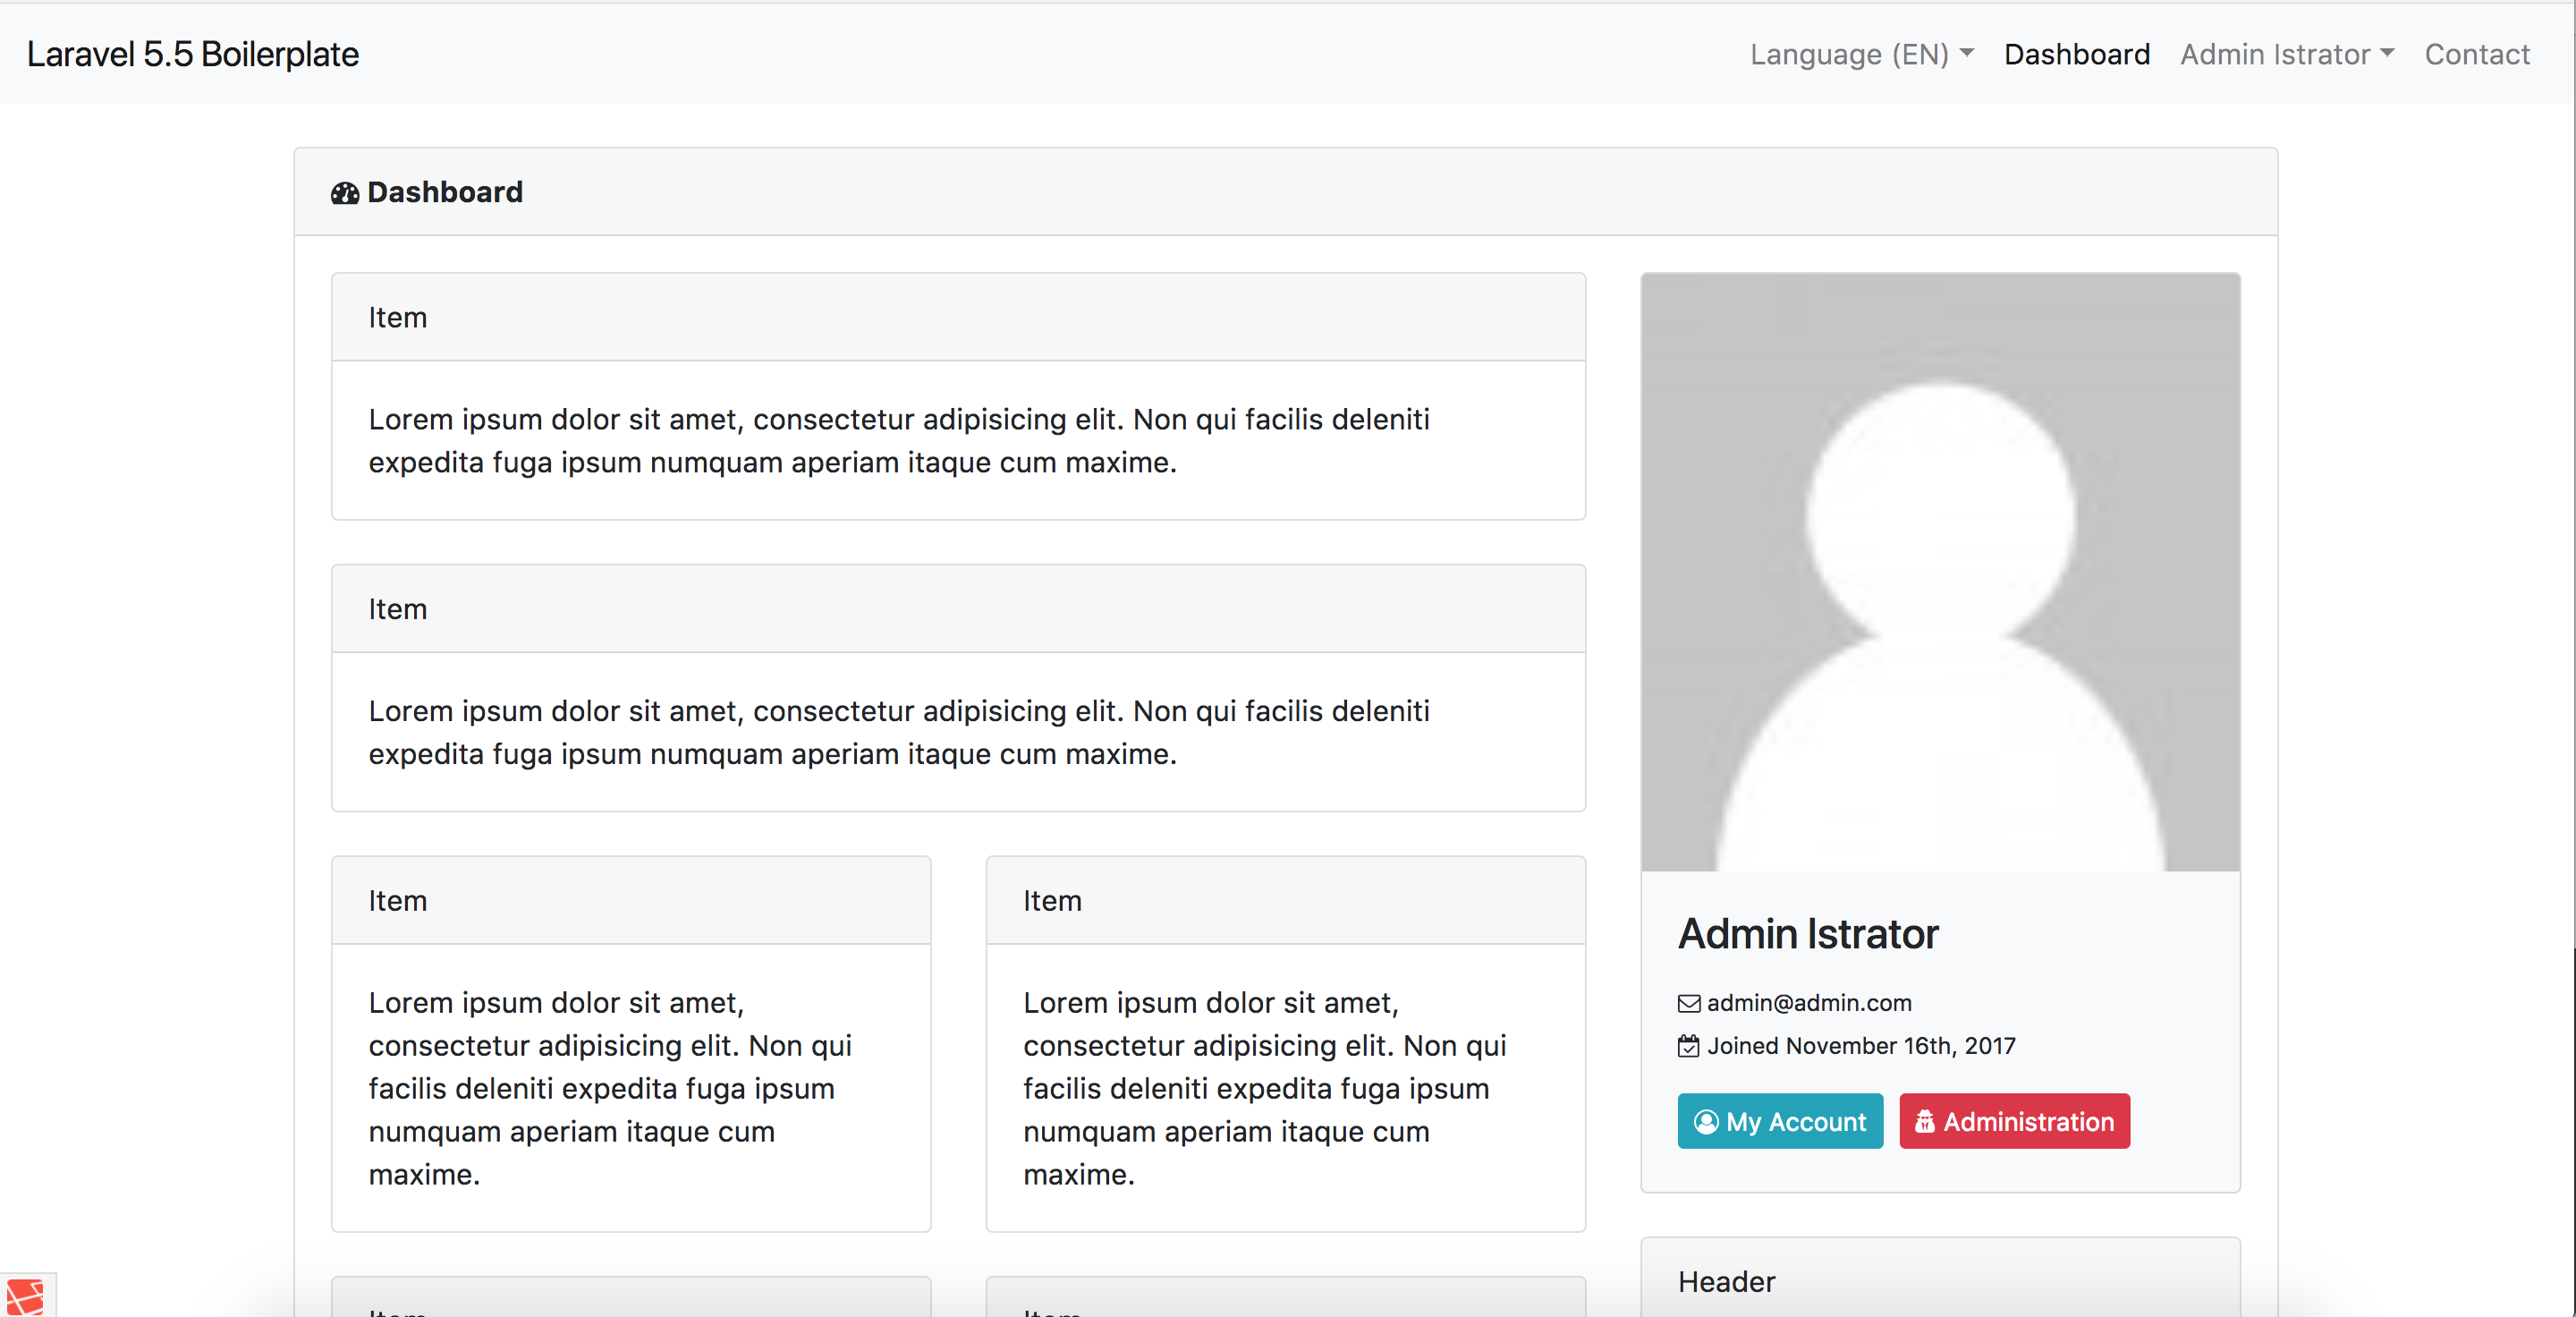 Laravel 5.5 Boilerplate
Language (EN) Dashboard Admin Istrator Contact
Dashboard
Item
Lorem ipsum dolor sit amet, consectetur adipisicing elit. Non qui facilis deleniti
expedita fuga ipsum numquam aperiam itaque cum maxime.
Item
Lorem ipsum dolor sit amet, consectetur adipisicing elit. Non qui facilis deleniti
expedita fuga ipsum numquam aperiam itaque cum maxime.
Item
Lorem ipsum dolor sit amet,
consectetur adipisicing elit. Non qui
facilis deleniti expedita fuga ipsum
numquam aperiam itaque cum
maxime.
Item
Lorem ipsum dolor sit amet,
consectetur adipisicing elit. Non qui
facilis deleniti expedita fuga ipsum
numquam aperiam itaque cum
maxime.
Item
Item
Admin Istrator
admin@admin.com
Joined November 16th, 2017
My Account
Administration
Header